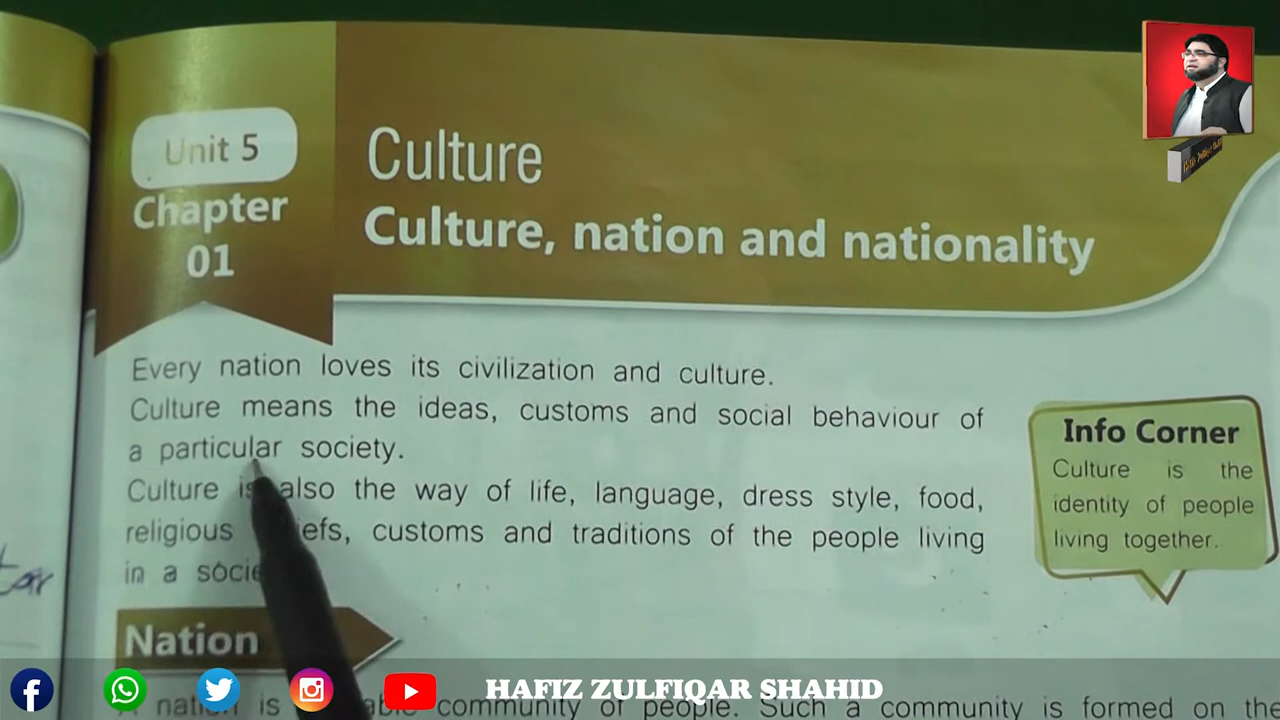 Unit 5
Chapter
01
Culture
Culture, nation and nationality
Every nation loves its civilization and culture.
Culture means the ideas, customs and social behaviour of
a particular society.
Culture is also the way of life, language, dress style, food,
religious customs and traditions of the people living
in a
Info Corner
Culture is the
identity of people
living together.
Nation
A nation is community of people. Such a community is formed on the
HAFIZ ZULFIQAR SHAHID